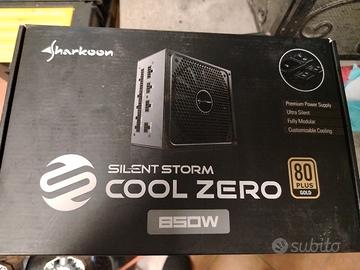 Sharkoon
Premium Power Supply
Ultra Silent
Fully Modular
Customizable Cooling
SILENT STORM
COOL ZERO
850W
80
PLUS
GOLD
subito